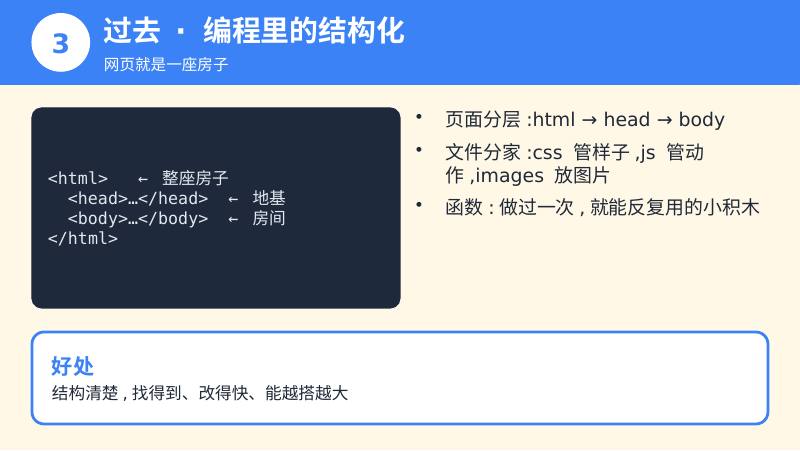 3
过去 · 编程里的结构化
网页就是一座房子
<html>   ← 整座房子
  <head>…</head>  ← 地基
  <body>…</body>  ← 房间
</html>
• 页面分层 :html → head → body
• 文件分家 :css 管样子 ,js 管动
作 ,images 放图片
• 函数 : 做过一次 , 就能反复用的小积木
好处
结构清楚 , 找得到、改得快、能越搭越大